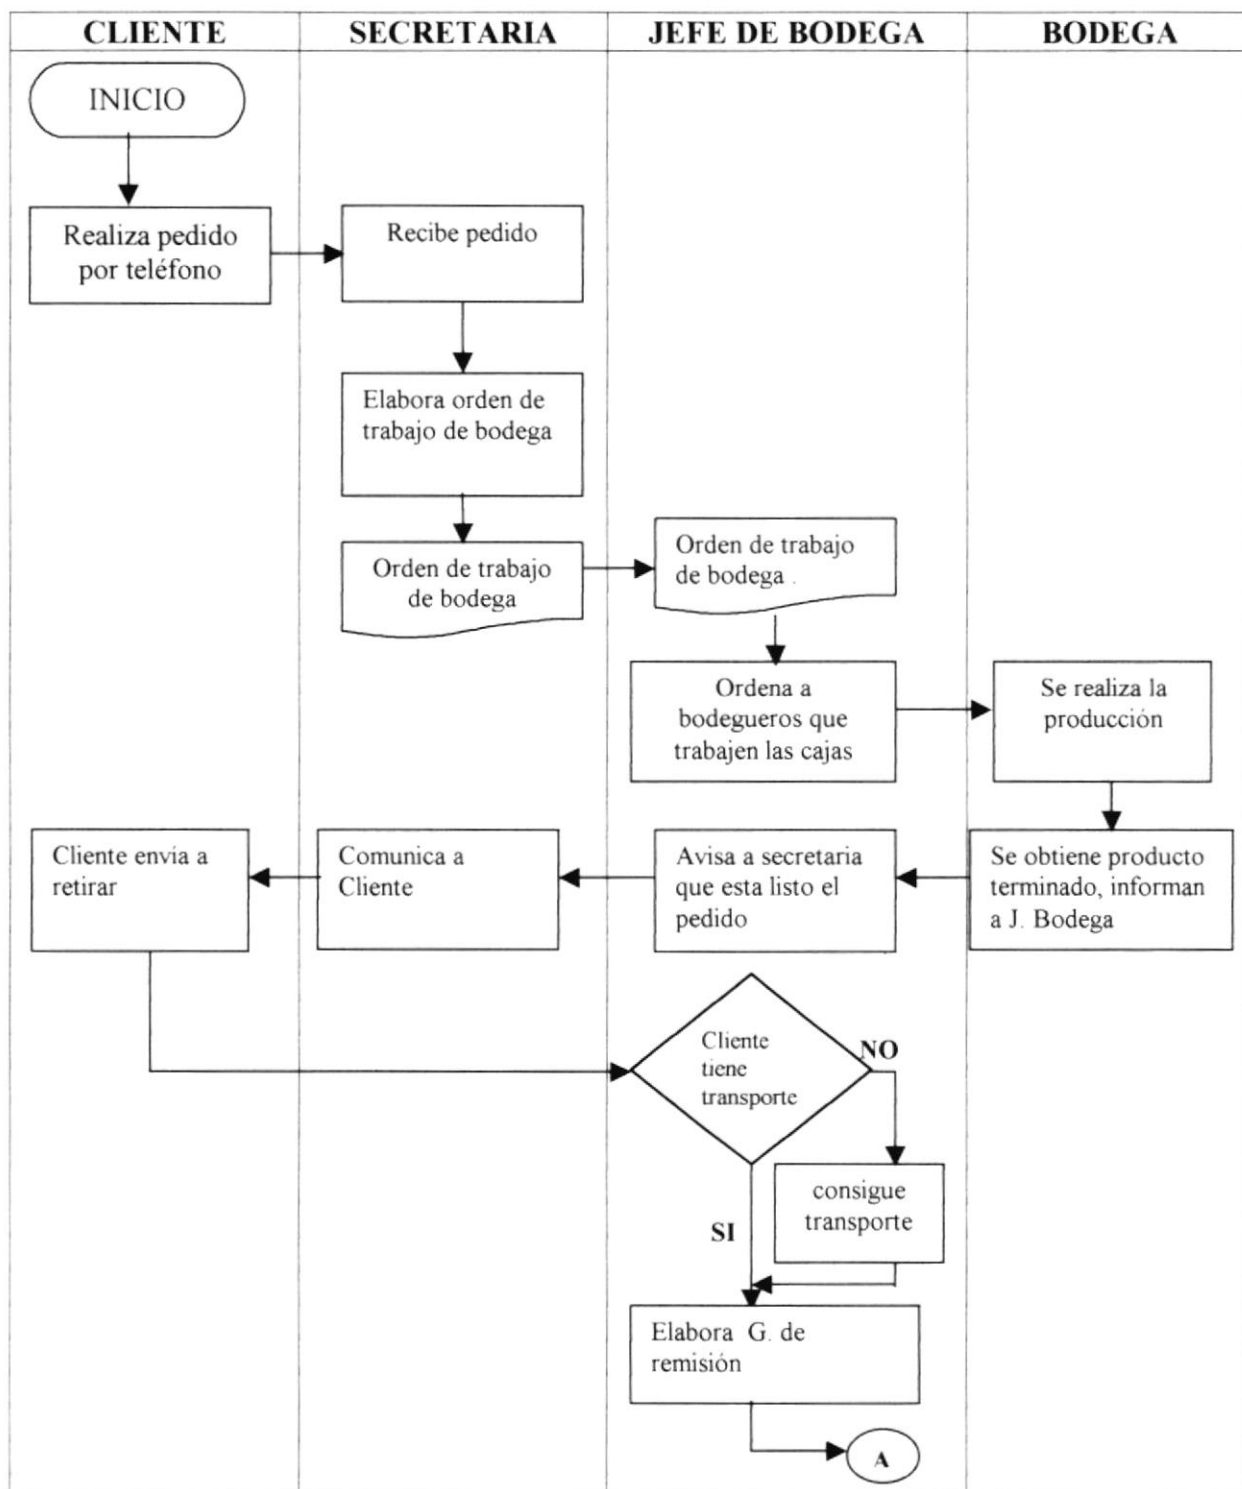 CLIENTE
SECRETARIA
JEFE DE BODEGA
BODEGA
INICIO
Realiza pedido
por teléfono
Recibe pedido
Elabora orden de
trabajo de bodega
Orden de trabajo
de bodega
Orden de trabajo
de bodega .
Ordena a
bodegueros que
trabajen las cajas
Se realiza la
producción
Cliente envia a
retirar
Comunica a
Cliente
Avisa a secretaria
que esta listo el
pedido
Se obtiene producto
terminado, informan
a J. Bodega
Cliente
tiene
transporte
NO
consigue
transporte
SI
Elabora G. de
remisión
A